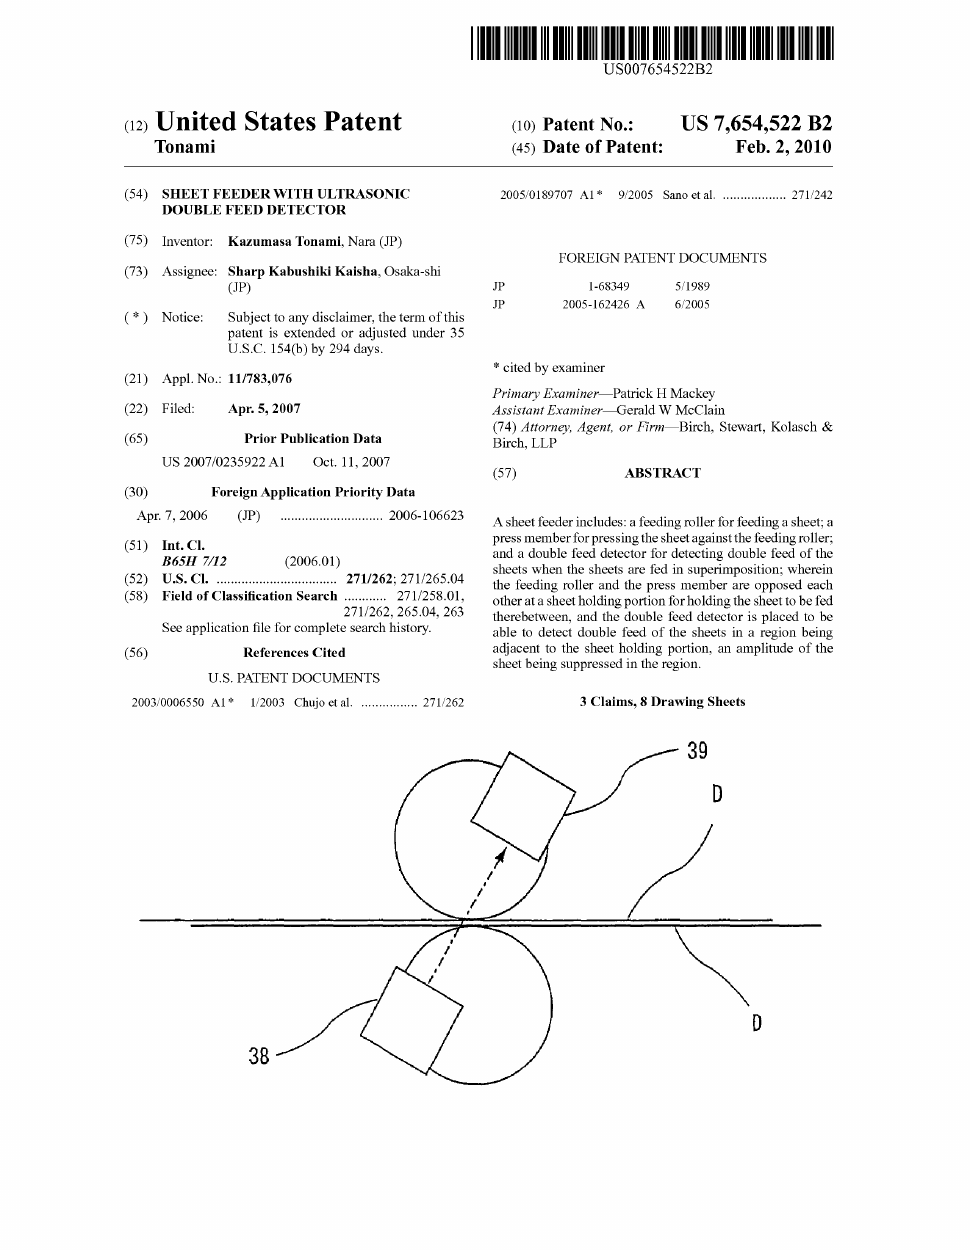 US007654522B2
(12) United States Patent
Tonami
(10) Patent No.: US 7,654,522 B2
(45) Date of Patent: Feb. 2, 2010
(54) SHEET FEEDER WITH ULTRASONIC
DOUBLE FEED DETECTOR
(75) Inventor: Kazumasa Tonami, Nara (JP)
(73) Assignee: Sharp Kabushiki Kaisha, Osaka-shi
(JP)
( * ) Notice: Subject to any disclaimer, the term of this
patent is extended or adjusted under 35
U.S.C. 154(b) by 294 days.
(21) Appl. No.: 11/783,076
(22) Filed: Apr. 5, 2007
(65) Prior Publication Data
US 2007/0235922 A1 Oct. 11, 2007
(30) Foreign Application Priority Data
Apr. 7, 2006 (JP) ............................. 2006-106623
(51) Int. Cl.
B65H 7/12 (2006.01)
(52) U.S. Cl. .................................. 271/262; 271/265.04
(58) Field of Classification Search ............ 271/258.01,
271/262, 265.04, 263
See application file for complete search history.
(56) References Cited
U.S. PATENT DOCUMENTS
2003/0006550 A1* 1/2003 Chujo et al. ................ 271/262
2005/0189707 A1* 9/2005 Sano et al. .................. 271/242
FOREIGN PATENT DOCUMENTS
JP 1-68349 5/1989
JP 2005-162426 A 6/2005
* cited by examiner
Primary Examiner—Patrick H Mackey
Assistant Examiner—Gerald W McClain
(74) Attorney, Agent, or Firm—Birch, Stewart, Kolasch &
Birch, LLP
(57) ABSTRACT
A sheet feeder includes: a feeding roller for feeding a sheet; a
press member for pressing the sheet against the feeding roller;
and a double feed detector for detecting double feed of the
sheets when the sheets are fed in superimposition; wherein
the feeding roller and the press member are opposed each
other at a sheet holding portion for holding the sheet to be fed
therebetween, and the double feed detector is placed to be
able to detect double feed of the sheets in a region being
adjacent to the sheet holding portion, an amplitude of the
sheet being suppressed in the region.
3 Claims, 8 Drawing Sheets
39
D
D
38